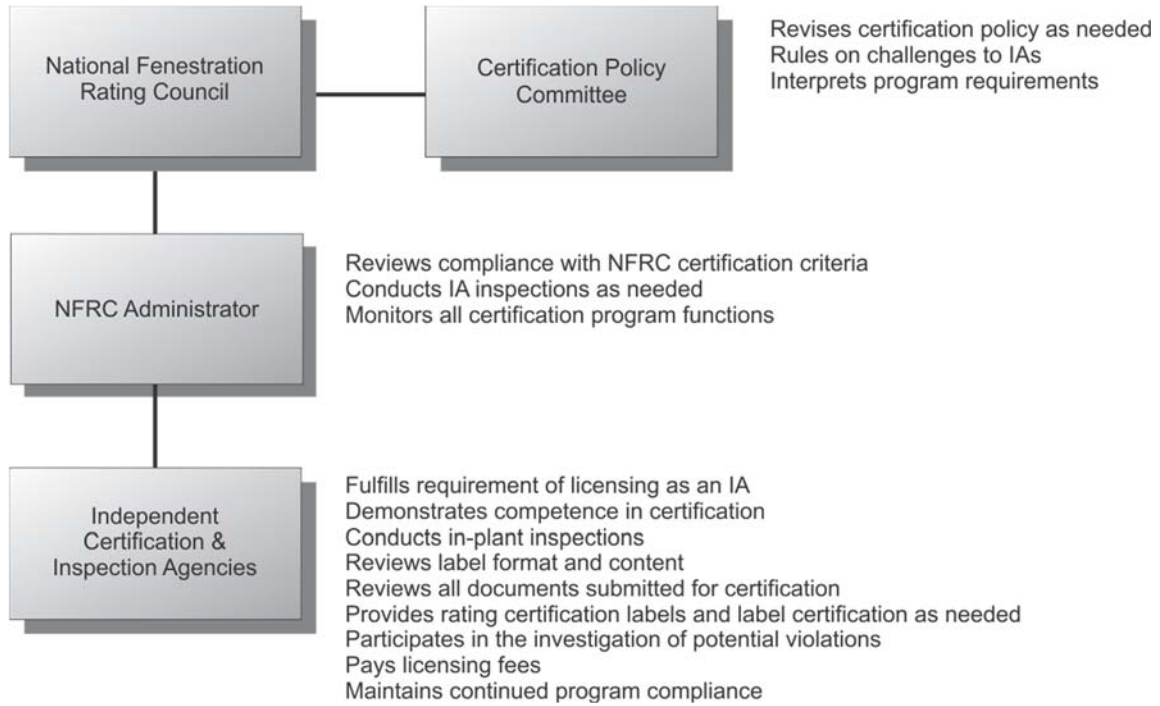 National Fenestration
Rating Council
Certification Policy
Committee
Revises certification policy as needed
Rules on challenges to IAs
Interprets program requirements
NFRC Administrator
Reviews compliance with NFRC certification criteria
Conducts IA inspections as needed
Monitors all certification program functions
Independent
Certification &
Inspection Agencies
Fulfills requirement of licensing as an IA
Demonstrates competence in certification
Conducts in-plant inspections
Reviews label format and content
Reviews all documents submitted for certification
Provides rating certification labels and label certification as needed
Participates in the investigation of potential violations
Pays licensing fees
Maintains continued program compliance